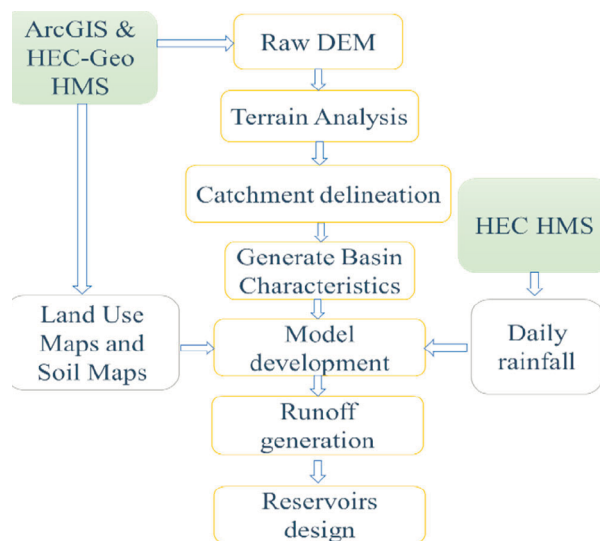 ArcGIS &
HEC-Geo
HMS
Raw DEM
Terrain Analysis
Catchment delineation
HEC HMS
Generate Basin
Characteristics
Land Use
Maps and
Soil Maps
Model
development
Daily
rainfall
Runoff
generation
Reservoirs
design